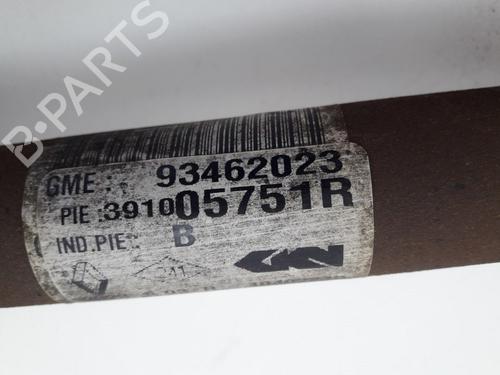 B-PARTS
GME : 93462023
PIE : 391005751R
IND.PIE : B